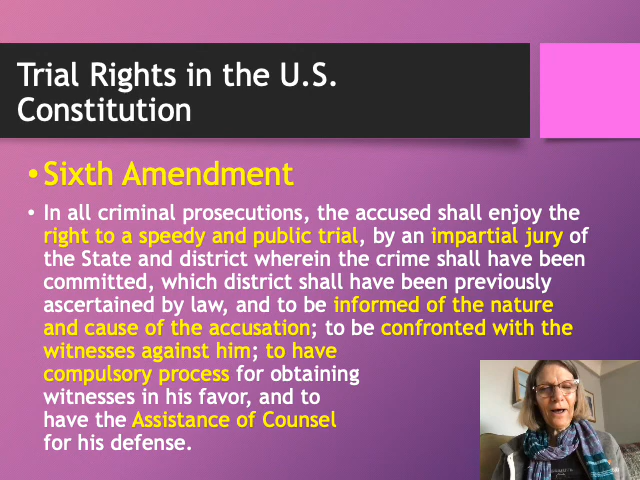 Trial Rights in the U.S.
Constitution
• Sixth Amendment
• In all criminal prosecutions, the accused shall enjoy the
right to a speedy and public trial, by an impartial jury of
the State and district wherein the crime shall have been
committed, which district shall have been previously
ascertained by law, and to be informed of the nature
and cause of the accusation; to be confronted with the
witnesses against him; to have
compulsory process for obtaining
witnesses in his favor, and to
have the Assistance of Counsel
for his defense.